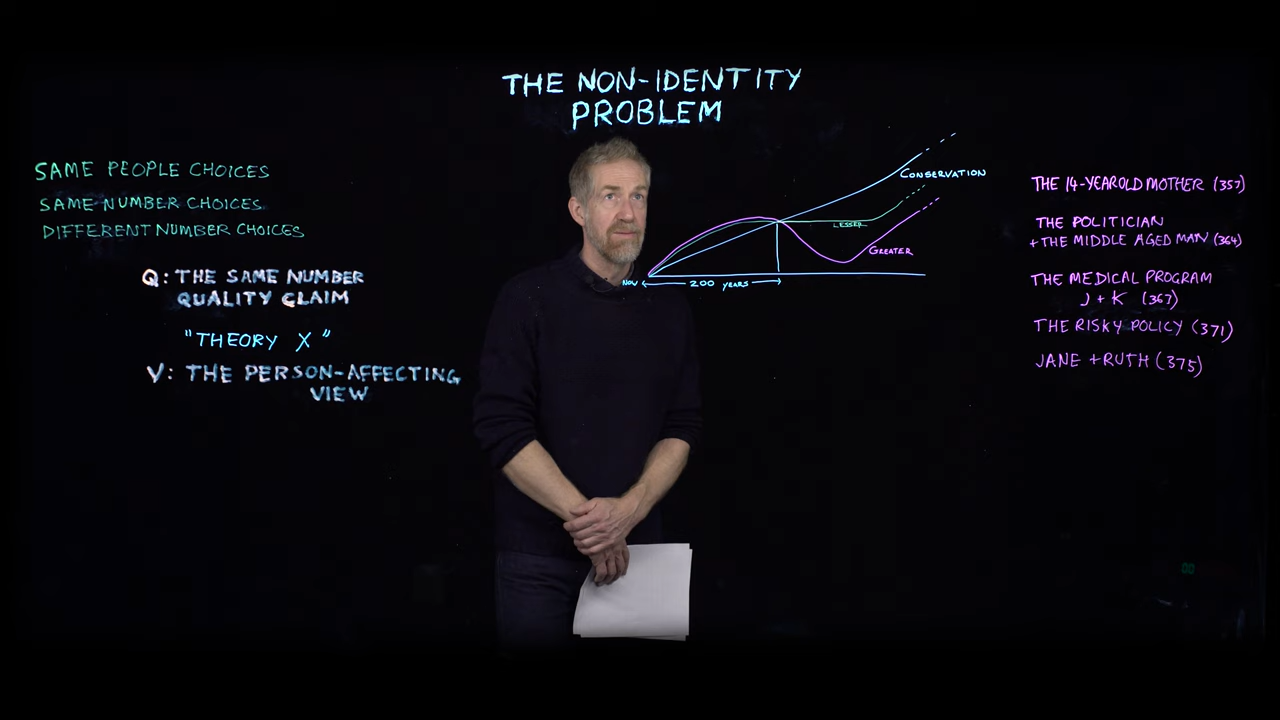 THE NON-IDENTITY
PROBLEM
SAME PEOPLE CHOICES
SAME NUMBER CHOICES
DIFFERENT NUMBER CHOICES
Q: THE SAME NUMBER
QUALITY CLAIM
"THEORY X"
V: THE PERSON-AFFECTING
VIEW
CONSERVATION
LESSER
GREATER
NOW
200 YEARS
THE 14-YEAROLD MOTHER (357)
THE POLITICIAN
+ THE MIDDLE AGED MAN (364)
THE MEDICAL PROGRAM
J + K (367)
THE RISKY POLICY (371)
JANE + RUTH (375)